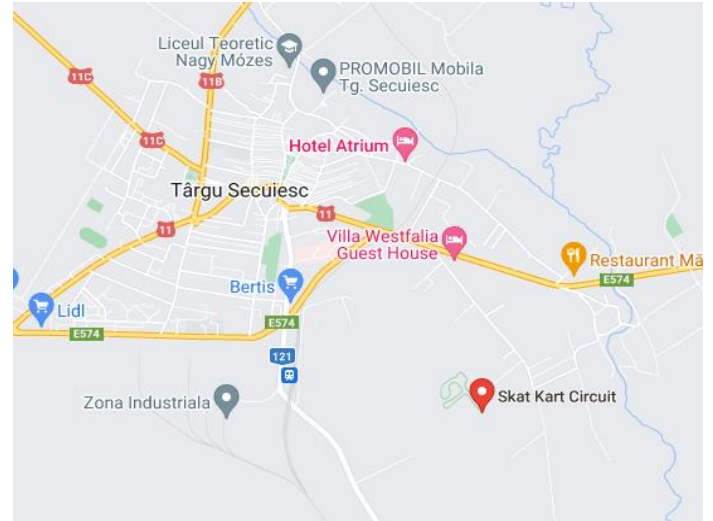 Liceul Teoretic
Nagy Mózes
11C
11B
PROMOBIL Mobila
Tg. Secuiesc
11C
Hotel Atrium
Târgu Secuiesc
11
11
Villa Westfalia
Guest House
Restaurant Mă
E574
Bertis
Lidl
E574
E574
121
Zona Industriala
Skat Kart Circuit